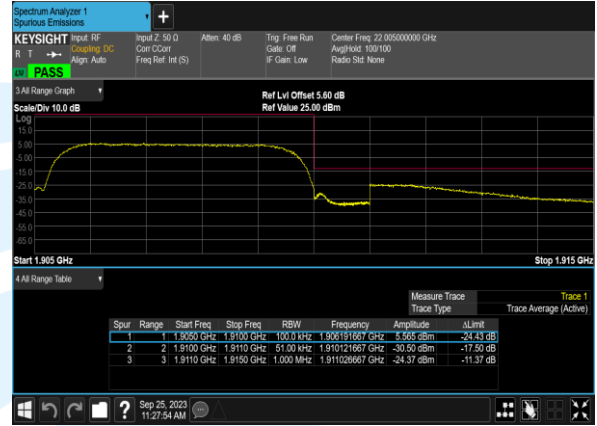 Spectrum Analyzer 1
Spurious Emissions
+
KEYSIGHT Input: RF Input Z: 50 Ω Atten: 40 dB Trig: Free Run Center Freq: 22.005000000 GHz
R T Coupling: DC Corr CCorr Gate: Off Avg|Hold: 100/100
Align: Auto Freq Ref: Int (S) IF Gain: Low Radio Std: None
PASS
3 All Range Graph
Ref Lvl Offset 5.60 dB
Scale/Div 10.0 dB Ref Value 25.00 dBm
Log
15.0
5.00
-5.00
-15.0
-25.0
-35.0
-45.0
-55.0
-65.0
Start 1.905 GHz Stop 1.915 GHz
4 All Range Table
Measure Trace Trace 1
Trace Type Trace Average (Active)
Spur Range Start Freq Stop Freq RBW Frequency Amplitude ΔLimit
1 1 1.9050 GHz 1.9100 GHz 100.0 kHz 1.906191667 GHz 5.565 dBm -24.43 dB
2 2 1.9100 GHz 1.9110 GHz 51.00 kHz 1.910121667 GHz -30.50 dBm -17.50 dB
3 3 1.9110 GHz 1.9150 GHz 1.000 MHz 1.911026667 GHz -24.37 dBm -11.37 dB
? Sep 25, 2023
11:27:54 AM